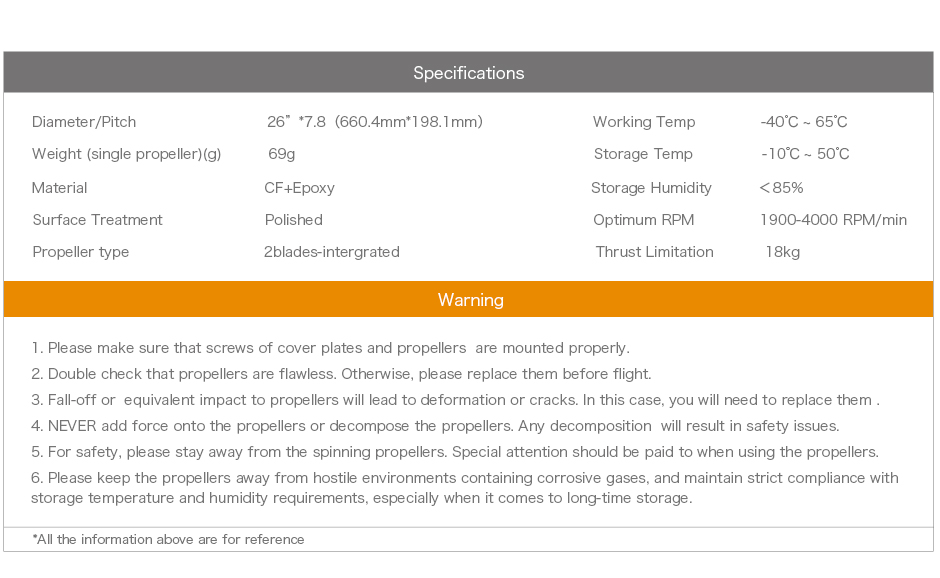 Specifications
Diameter/Pitch 26” *7.8 (660.4mm*198.1mm) Working Temp -40℃ ~ 65℃
Weight (single propeller)(g) 69g Storage Temp -10℃ ~ 50℃
Material CF+Epoxy Storage Humidity ＜85%
Surface Treatment Polished Optimum RPM 1900-4000 RPM/min
Propeller type 2blades-intergrated Thrust Limitation 18kg
Warning
1. Please make sure that screws of cover plates and propellers are mounted properly.
2. Double check that propellers are flawless. Otherwise, please replace them before flight.
3. Fall-off or equivalent impact to propellers will lead to deformation or cracks. In this case, you will need to replace them .
4. NEVER add force onto the propellers or decompose the propellers. Any decomposition will result in safety issues.
5. For safety, please stay away from the spinning propellers. Special attention should be paid to when using the propellers.
6. Please keep the propellers away from hostile environments containing corrosive gases, and maintain strict compliance with
storage temperature and humidity requirements, especially when it comes to long-time storage.
*All the information above are for reference